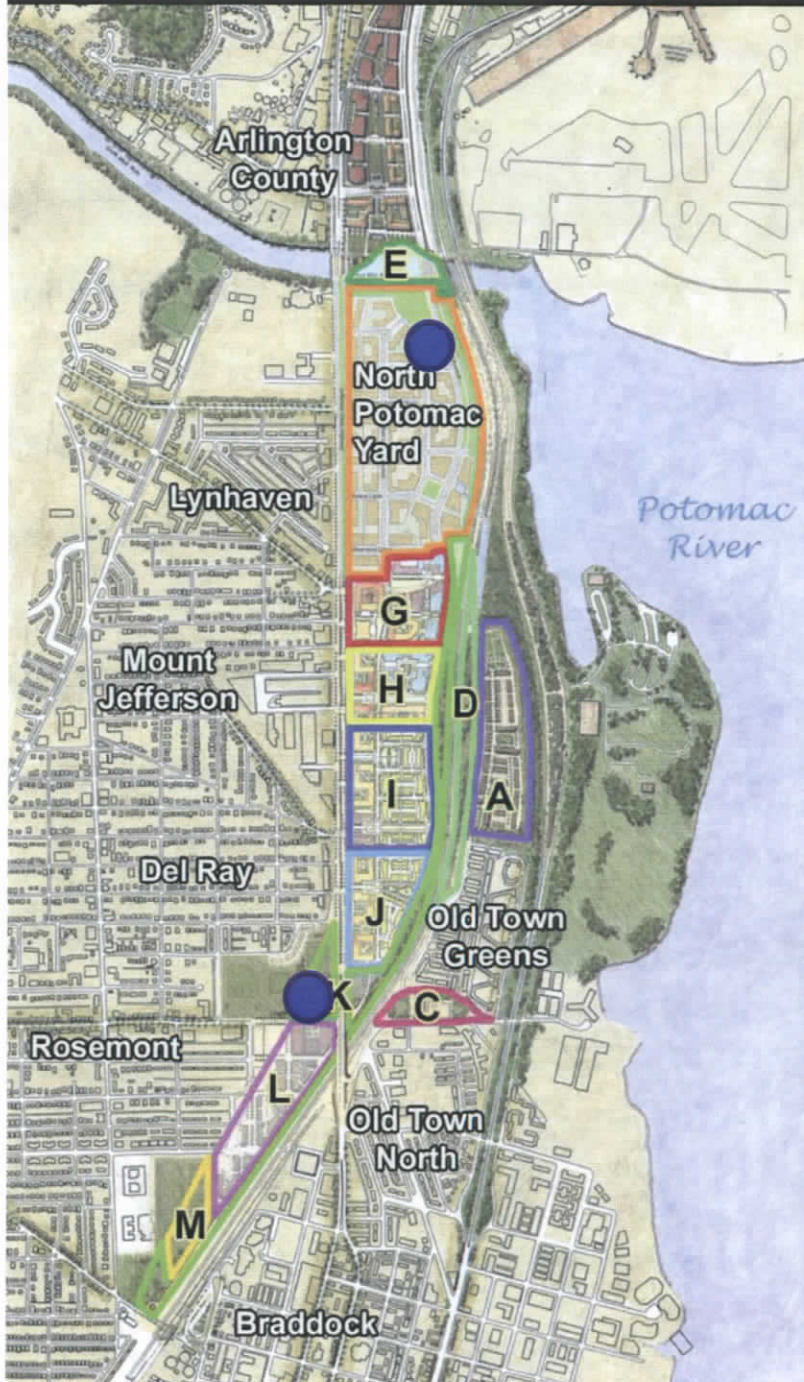 Arlington
County
E
North
Potomac
Yard
Lynhaven
Potomac
River
G
Mount
Jefferson
H
D
I
A
Del Ray
J
Old Town
Greens
K
C
Rosemont
L
Old Town
North
M
Braddock